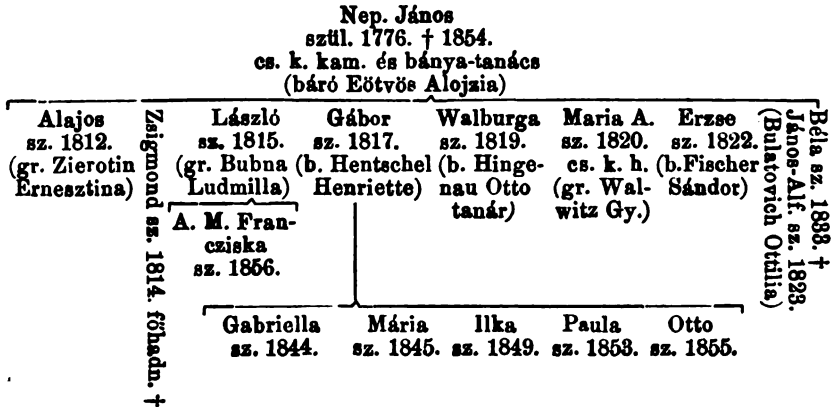 Nep. János
szül. 1776. † 1854.
cs. k. kam. és bánya-tanács
(báró Eötvös Alojzia)
Alajos
sz. 1812.
(gr. Zierotin
Ernesztina)
Zsigmond sz. 1814. főhadn. †
László
sz. 1815.
(gr. Bubna
Ludmilla)
A. M. Fran-
cziska
sz. 1856.
Gábor
sz. 1817.
(b. Hentschel
Henriette)
Walburga
sz. 1819.
(b. Hinge-
nau Otto
tanár)
Maria A.
sz. 1820.
cs. k. h.
(gr. Wal-
witz Gy.)
Erzse
sz. 1822.
(b.Fischer
Sándor)
Béla sz. 1833. †
János-Alf. sz. 1823.
(Bulatovich Ottilia)
Gabriella
sz. 1844.
Mária
sz. 1845.
Ilka
sz. 1849.
Paula
sz. 1853.
Otto
sz. 1855.